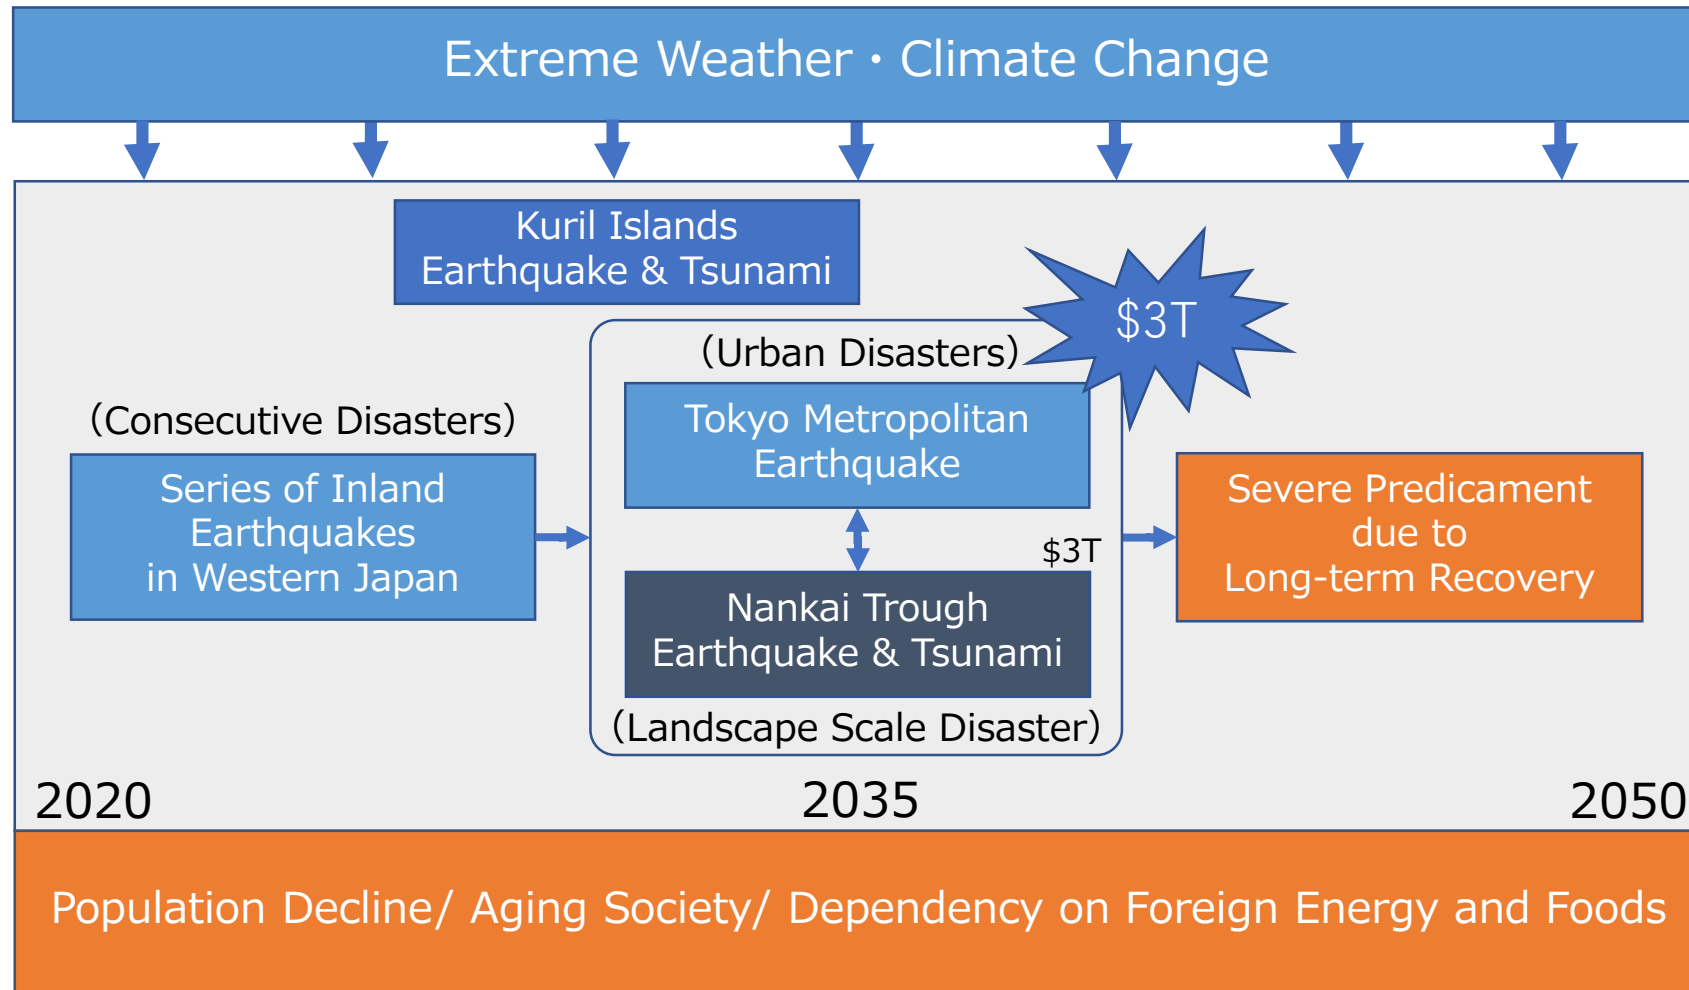 Extreme Weather・Climate Change
Kuril Islands
Earthquake & Tsunami
$3T
（Urban Disasters）
Tokyo Metropolitan
Earthquake
（Consecutive Disasters）
Series of Inland
Earthquakes
in Western Japan
$3T
Nankai Trough
Earthquake & Tsunami
（Landscape Scale Disaster）
Severe Predicament
due to
Long-term Recovery
2020
2035
2050
Population Decline/ Aging Society/ Dependency on Foreign Energy and Foods